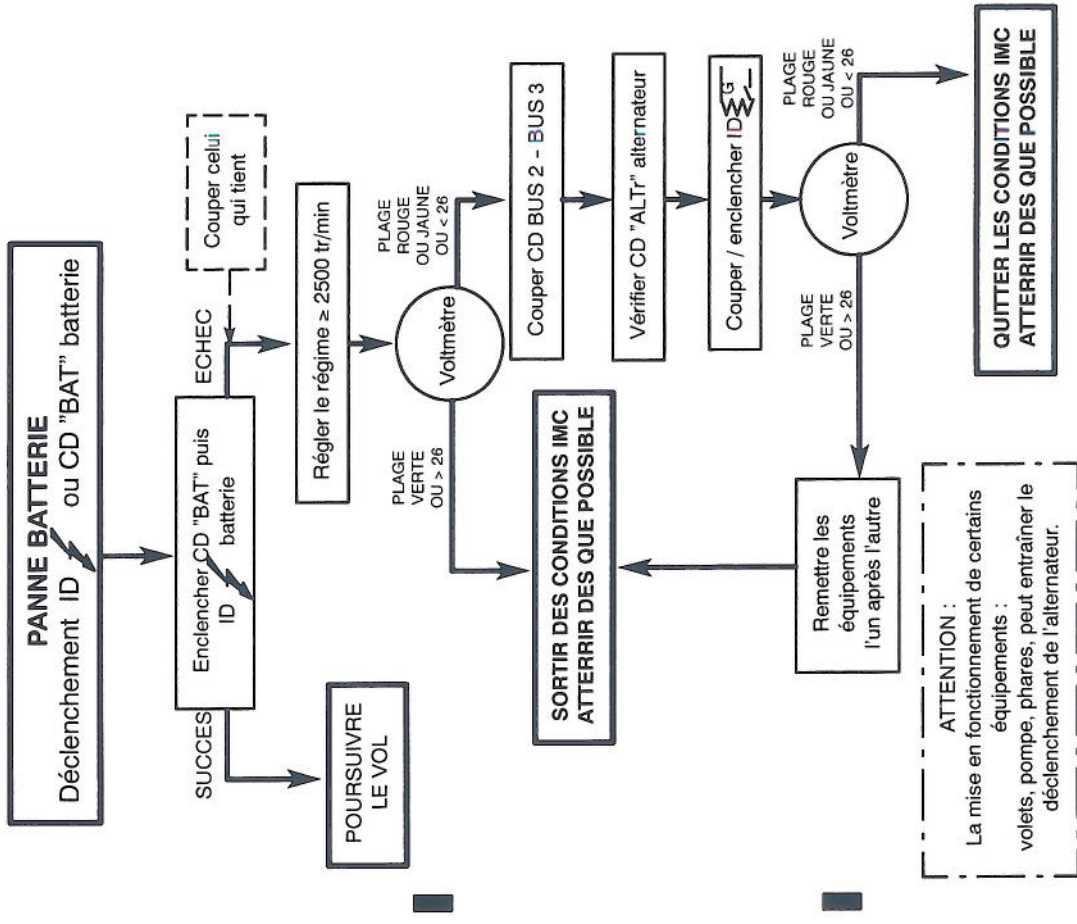 PANNE BATTERIE
Déclenchement ID ou CD "BAT" batterie
Enclencher CD "BAT" puis
ID batterie
SUCCES
ECHEC
Couper celui
qui tient
POURSUIVRE
LE VOL
Régler le régime ≥ 2500 tr/min
Voltmètre
PLAGE
VERTE
OU > 26
PLAGE
ROUGE
OU JAUNE
OU < 26
SORTIR DES CONDITIONS IMC
ATTERRIR DES QUE POSSIBLE
Couper CD BUS 2 - BUS 3
Vérifier CD "ALTr" alternateur
Couper / enclencher ID G
Voltmètre
PLAGE
VERTE
OU > 26
PLAGE
ROUGE
OU JAUNE
OU < 26
Remettre les
équipements
l'un après l'autre
QUITTER LES CONDITIONS IMC
ATTERRIR DES QUE POSSIBLE
ATTENTION :
La mise en fonctionnement de certains
équipements :
volets, pompe, phares, peut entraîner le
déclenchement de l'alternateur.